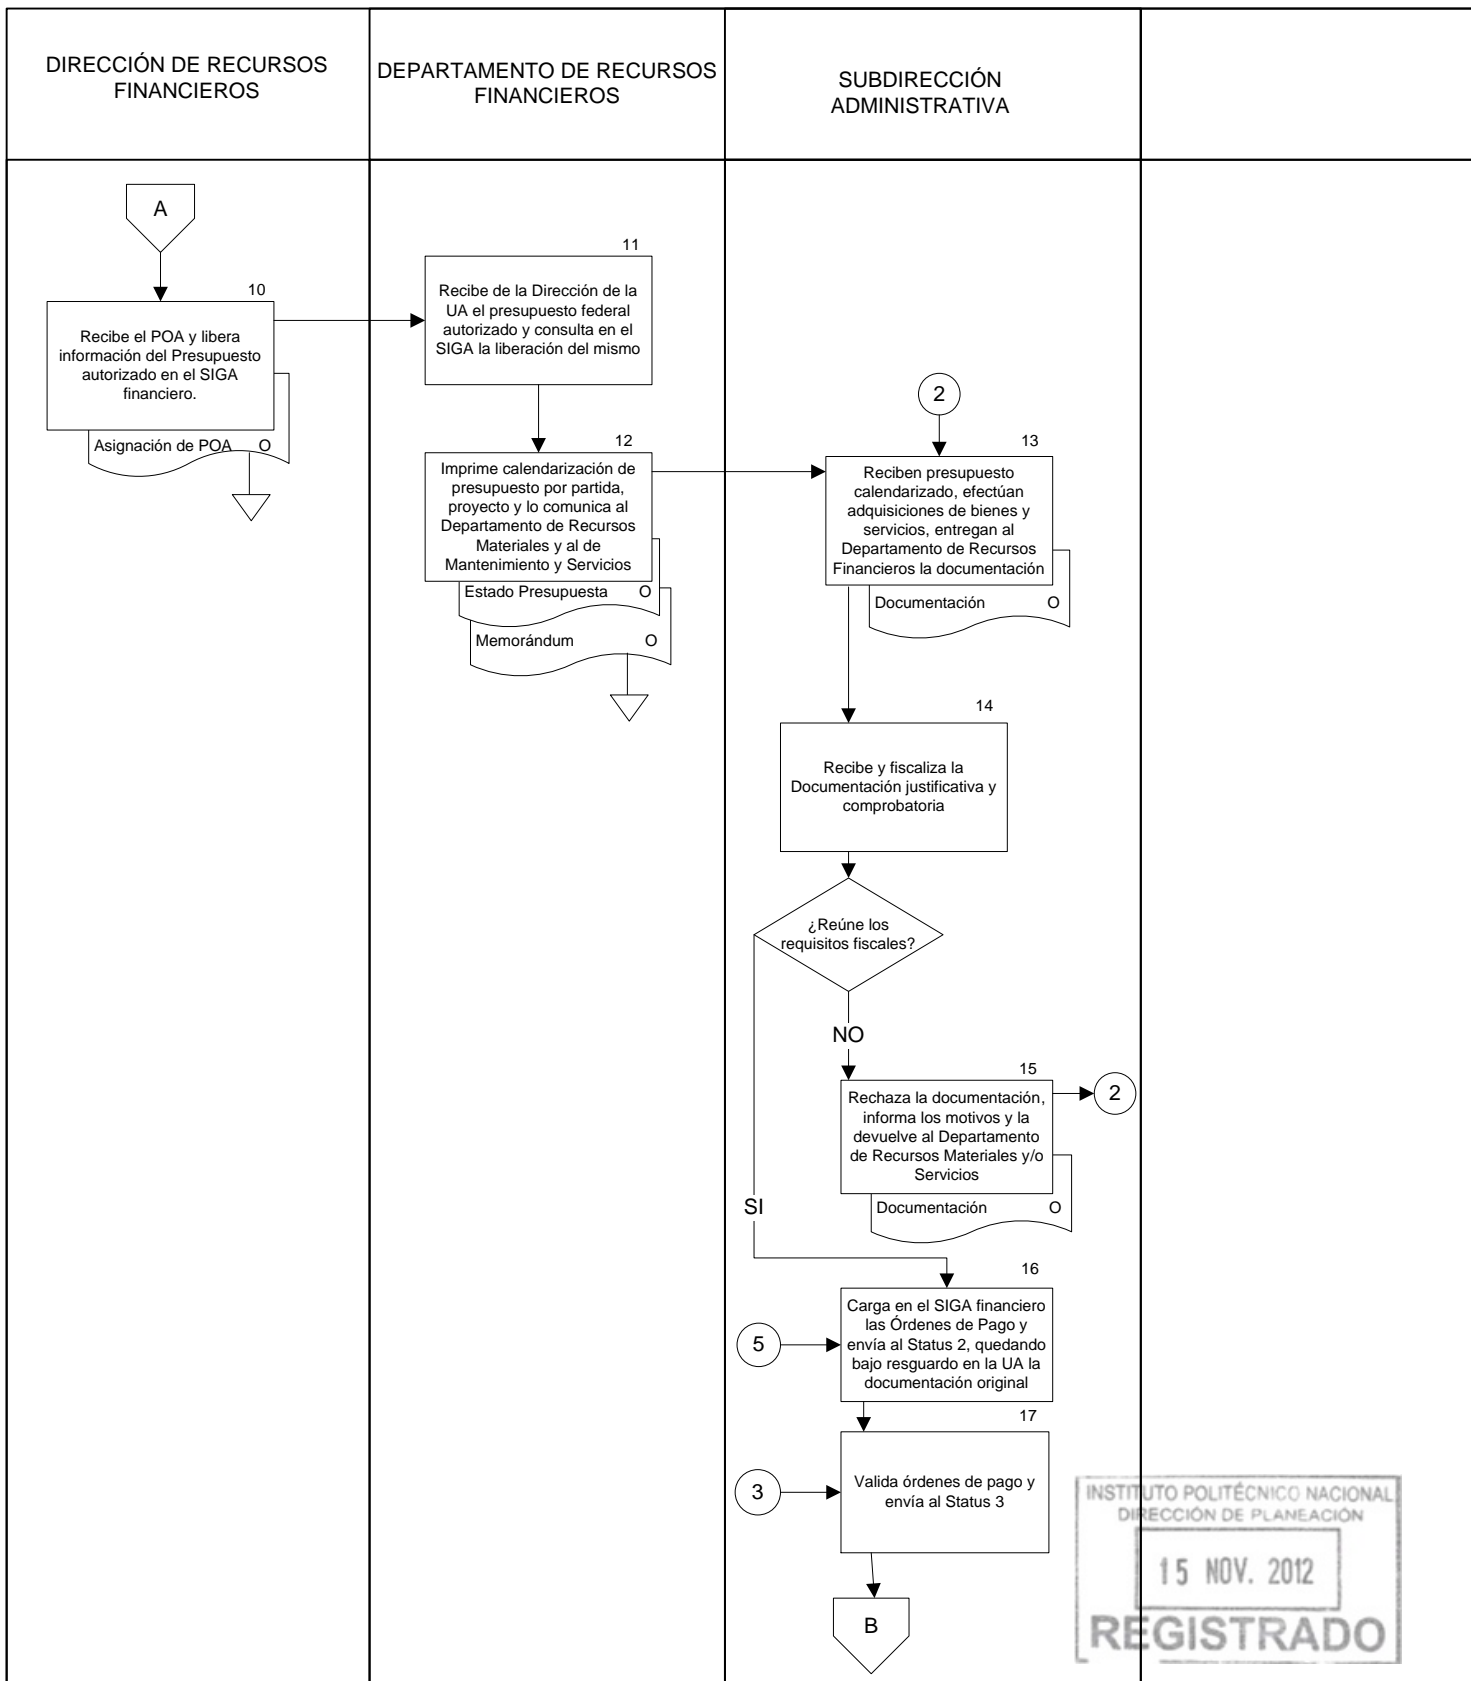 DIRECCIÓN DE RECURSOS
FINANCIEROS
DEPARTAMENTO DE RECURSOS
FINANCIEROS
SUBDIRECCIÓN
ADMINISTRATIVA
A
10
Recibe el POA y libera
información del Presupuesto
autorizado en el SIGA
financiero.
Asignación de POA O
11
Recibe de la Dirección de la
UA el presupuesto federal
autorizado y consulta en el
SIGA la liberación del mismo
12
Imprime calendarización de
presupuesto por partida,
proyecto y lo comunica al
Departamento de Recursos
Materiales y al de
Mantenimiento y Servicios
Estado Presupuesta O
Memorándum O
2
13
Reciben presupuesto
calendarizado, efectúan
adquisiciones de bienes y
servicios, entregan al
Departamento de Recursos
Financieros la documentación
Documentación O
14
Recibe y fiscaliza la
Documentación justificativa y
comprobatoria
¿Reúne los
requisitos fiscales?
NO
15
Rechaza la documentación,
informa los motivos y la
devuelve al Departamento
de Recursos Materiales y/o
Servicios
2
Documentación O
SI
16
Carga en el SIGA financiero
las Órdenes de Pago y
envía al Status 2, quedando
bajo resguardo en la UA la
documentación original
5
17
Valida órdenes de pago y
envía al Status 3
3
B
INSTITUTO POLITÉCNICO NACIONAL
DIRECCIÓN DE PLANEACIÓN
15 NOV. 2012
REGISTRADO